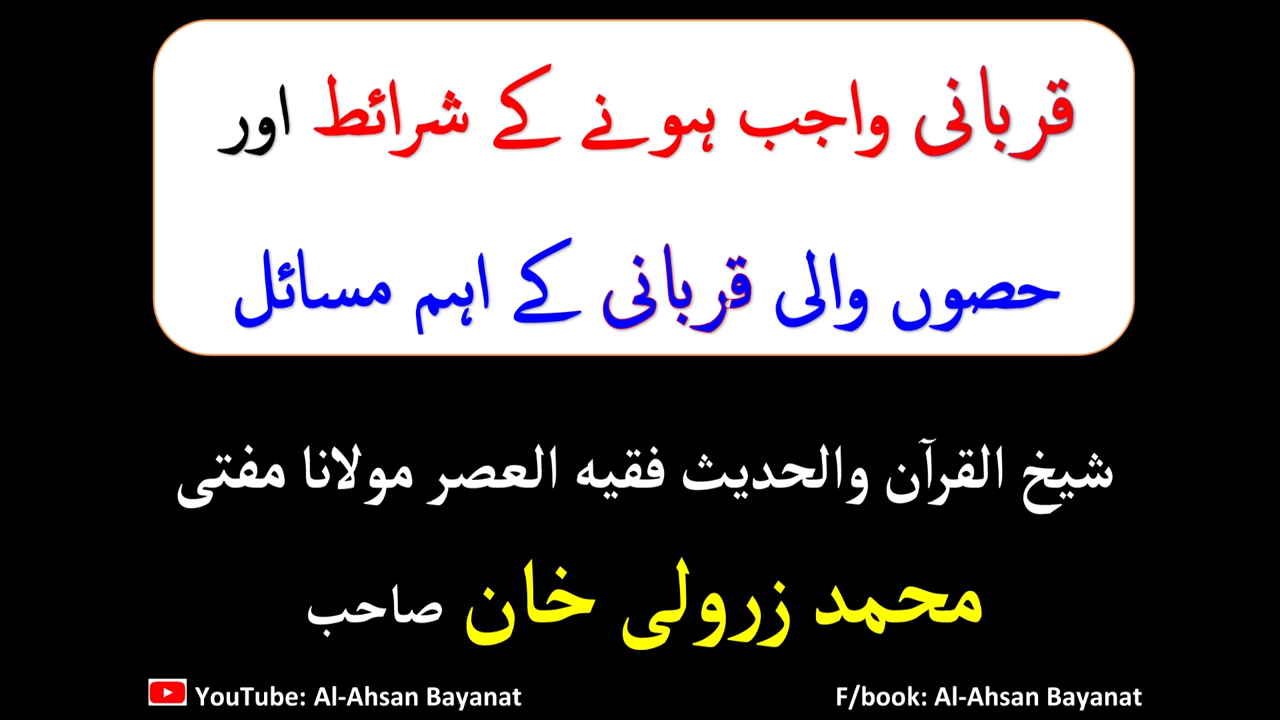 قربانی واجب ہونے کے شرائط اور
حصوں والی قربانی کے اہم مسائل
شیخ القرآن والحدیث فقیہ العصر مولانا مفتی
محمد زرولی خان صاحب
YouTube: Al-Ahsan Bayanat
F/book: Al-Ahsan Bayanat